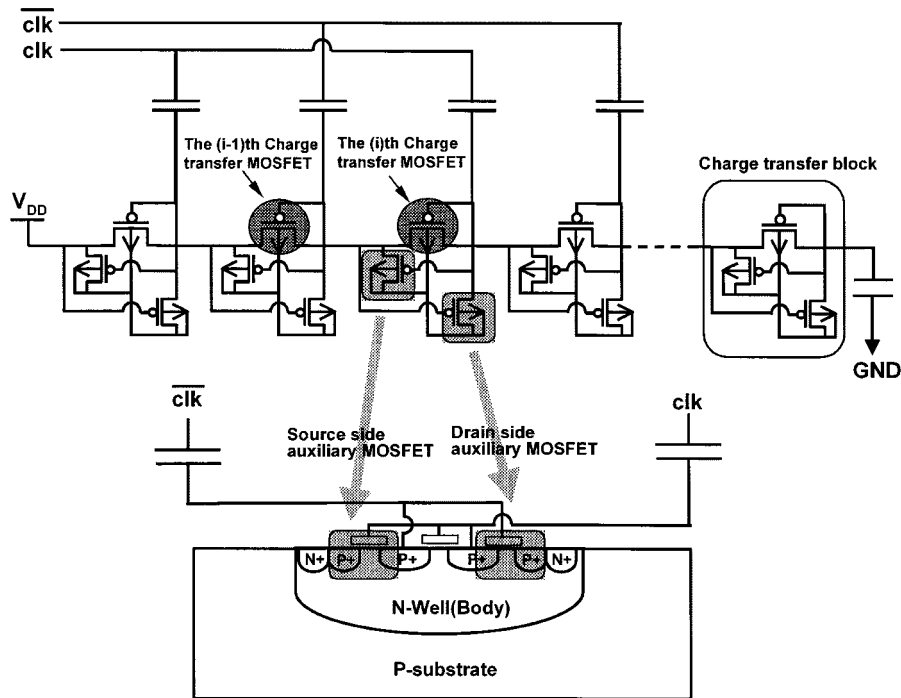 clk
clk
The (i-1)th Charge
transfer MOSFET
The (i)th Charge
transfer MOSFET
Charge transfer block
VDD
GND
clk
clk
Source side
auxiliary MOSFET
Drain side
auxiliary MOSFET
N+ P+ P+ P+ P+ N+
N-Well(Body)
P-substrate